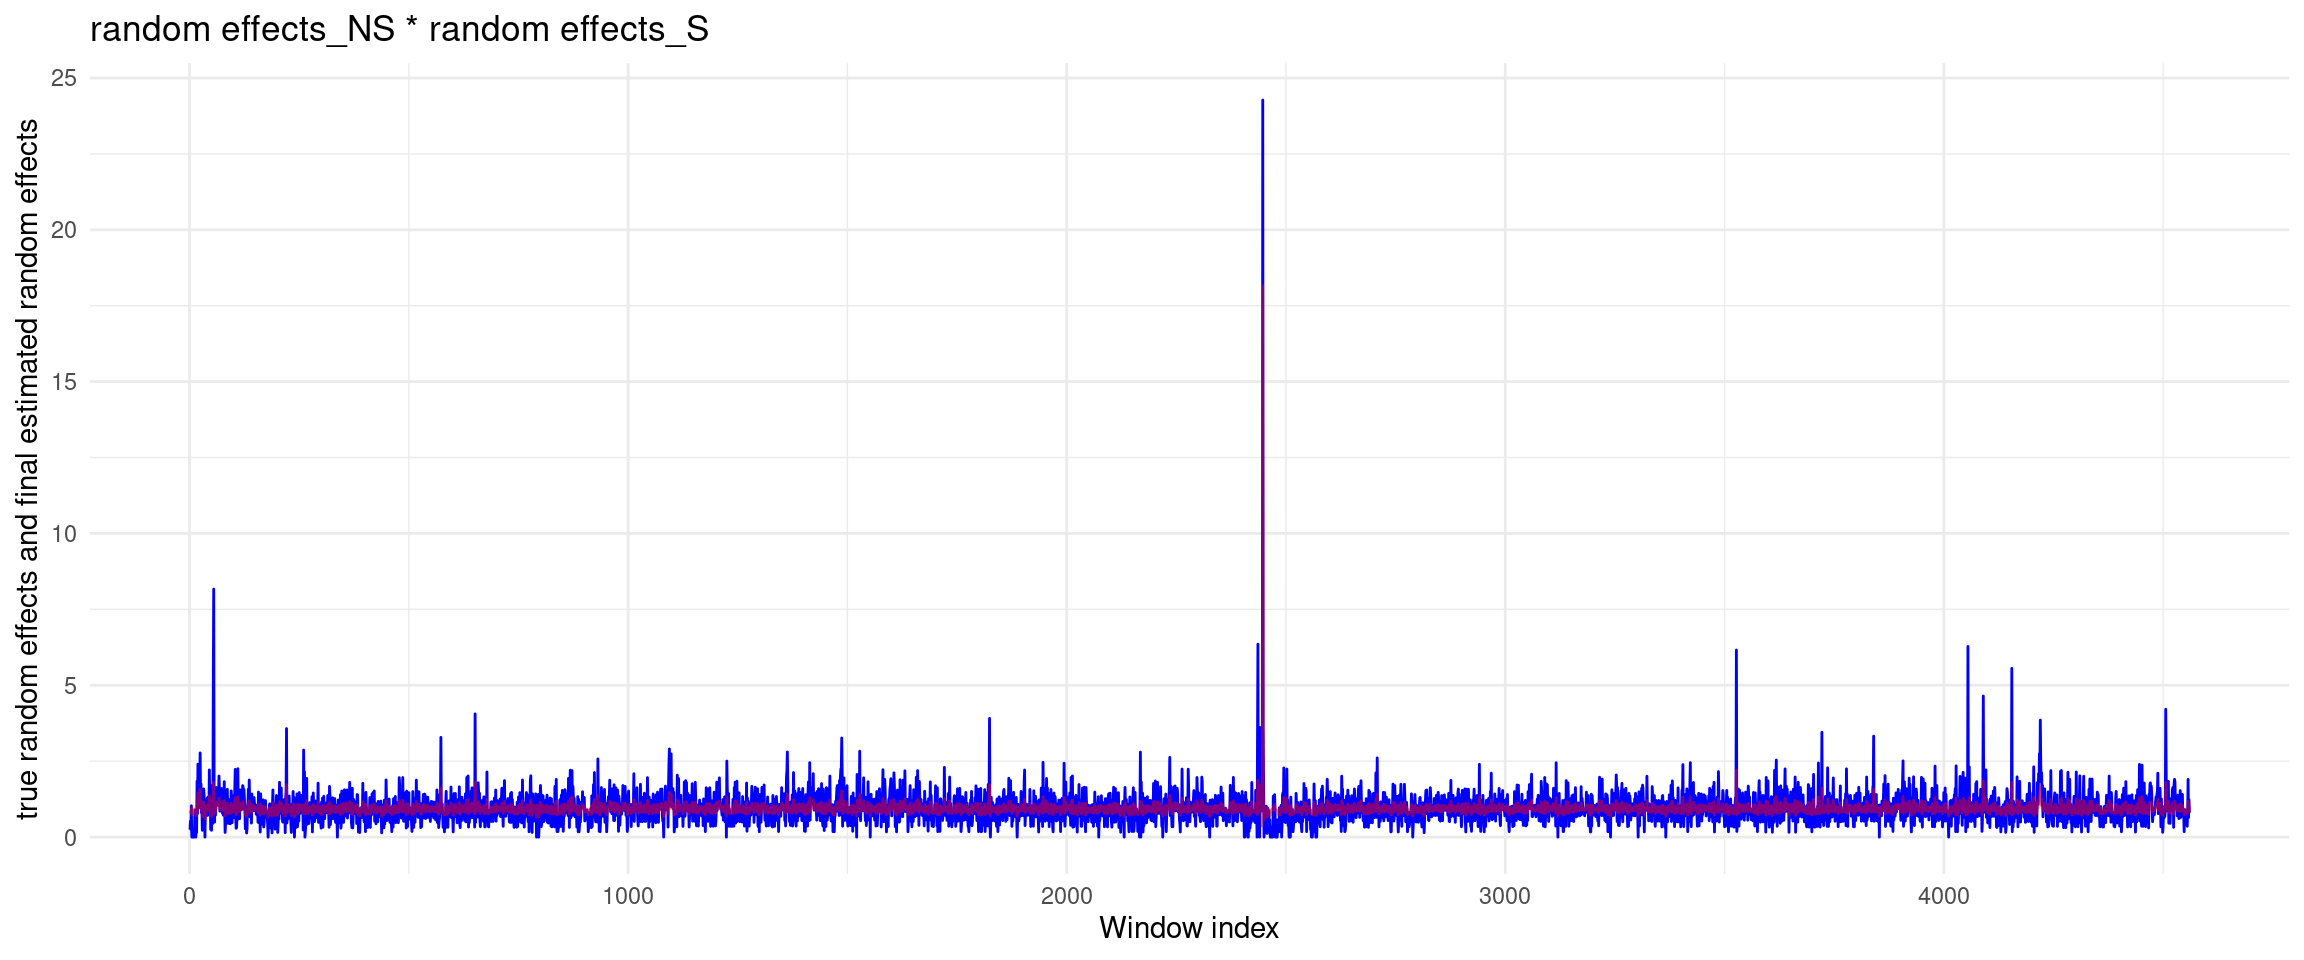 random effects_NS * random effects_S
true random effects and final estimated random effects
25
20
15
10
5
0
0 1000 2000 3000 4000
Window index